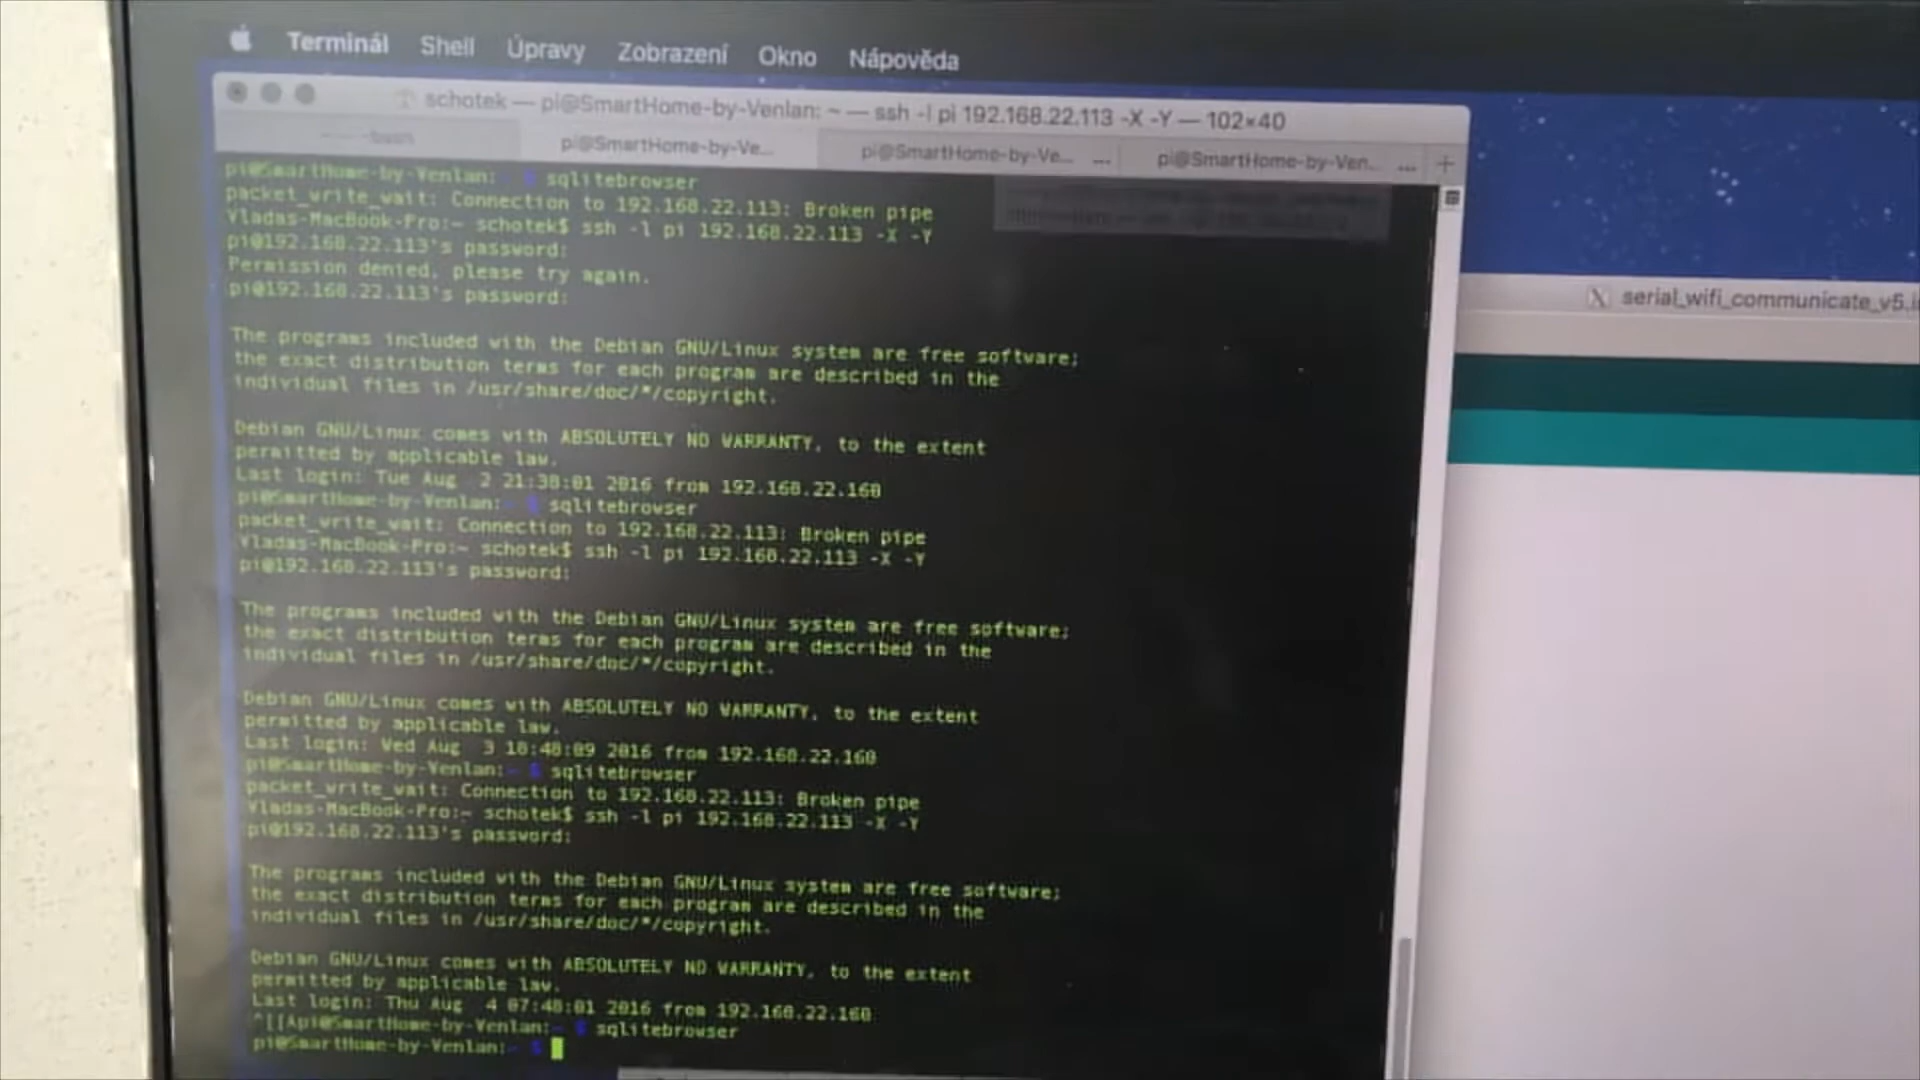 Terminál Shell Úpravy Zobrazení Okno Nápověda
schotek — pi@SmartHome-by-Venlan: ~ — ssh -l pi 192.168.22.113 -X -Y — 102×40
bash pi@SmartHome-by-Ve... pi@SmartHome-by-Ve... ... pi@SmartHome-by-Ven... ... +
pi@SmartHome-by-Venlan:~ $ sqlitebrowser
packet_write_wait: Connection to 192.168.22.113: Broken pipe
Vladas-MacBook-Pro:~ schotek$ ssh -l pi 192.168.22.113 -X -Y
pi@192.168.22.113's password:
Permission denied, please try again.
pi@192.168.22.113's password:
The programs included with the Debian GNU/Linux system are free software;
the exact distribution terms for each program are described in the
individual files in /usr/share/doc/*/copyright.
Debian GNU/Linux comes with ABSOLUTELY NO WARRANTY, to the extent
permitted by applicable law.
Last login: Tue Aug  2 21:38:01 2016 from 192.168.22.160
pi@SmartHome-by-Venlan:~ $ sqlitebrowser
packet_write_wait: Connection to 192.168.22.113: Broken pipe
Vladas-MacBook-Pro:~ schotek$ ssh -l pi 192.168.22.113 -X -Y
pi@192.168.22.113's password:
The programs included with the Debian GNU/Linux system are free software;
the exact distribution terms for each program are described in the
individual files in /usr/share/doc/*/copyright.
Debian GNU/Linux comes with ABSOLUTELY NO WARRANTY, to the extent
permitted by applicable law.
Last login: Wed Aug  3 18:48:09 2016 from 192.168.22.160
pi@SmartHome-by-Venlan:~ $ sqlitebrowser
packet_write_wait: Connection to 192.168.22.113: Broken pipe
Vladas-MacBook-Pro:~ schotek$ ssh -l pi 192.168.22.113 -X -Y
pi@192.168.22.113's password:
The programs included with the Debian GNU/Linux system are free software;
the exact distribution terms for each program are described in the
individual files in /usr/share/doc/*/copyright.
Debian GNU/Linux comes with ABSOLUTELY NO WARRANTY, to the extent
permitted by applicable law.
Last login: Thu Aug  4 07:48:01 2016 from 192.168.22.160
^[[Api@SmartHome-by-Venlan:~ $ sqlitebrowser
pi@SmartHome-by-Venlan:~ $
serial_wifi_communicate_v5.i